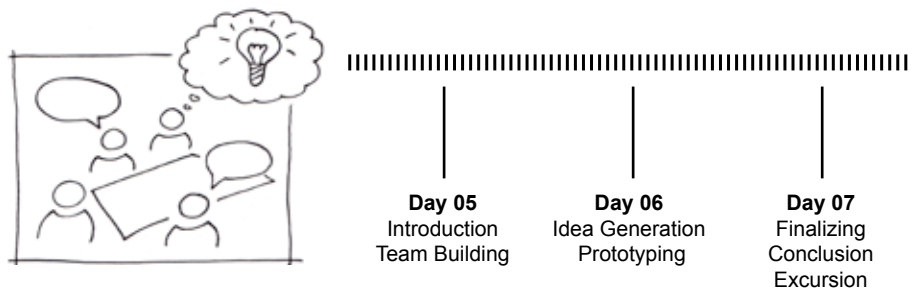 Day 05
Introduction
Team Building
Day 06
Idea Generation
Prototyping
Day 07
Finalizing
Conclusion
Excursion